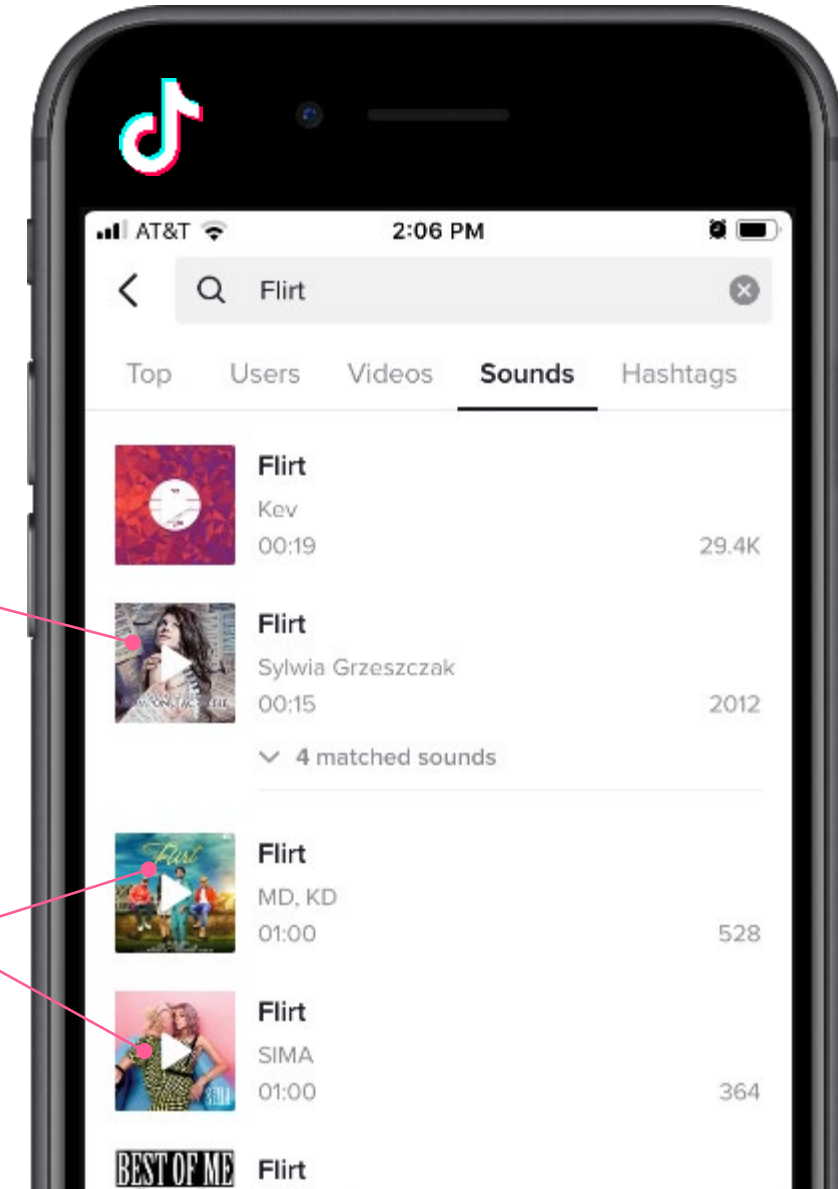 AT&T
2:06 PM
Flirt
Top Users Videos Sounds Hashtags
Flirt
Kev
00:19 29.4K
Flirt
Sylwia Grzeszczak
00:15 2012
4 matched sounds
Flirt
Flirt
MD, KD
01:00 528
Flirt
SIMA
SIMA
01:00 364
BEST OF ME
Flirt